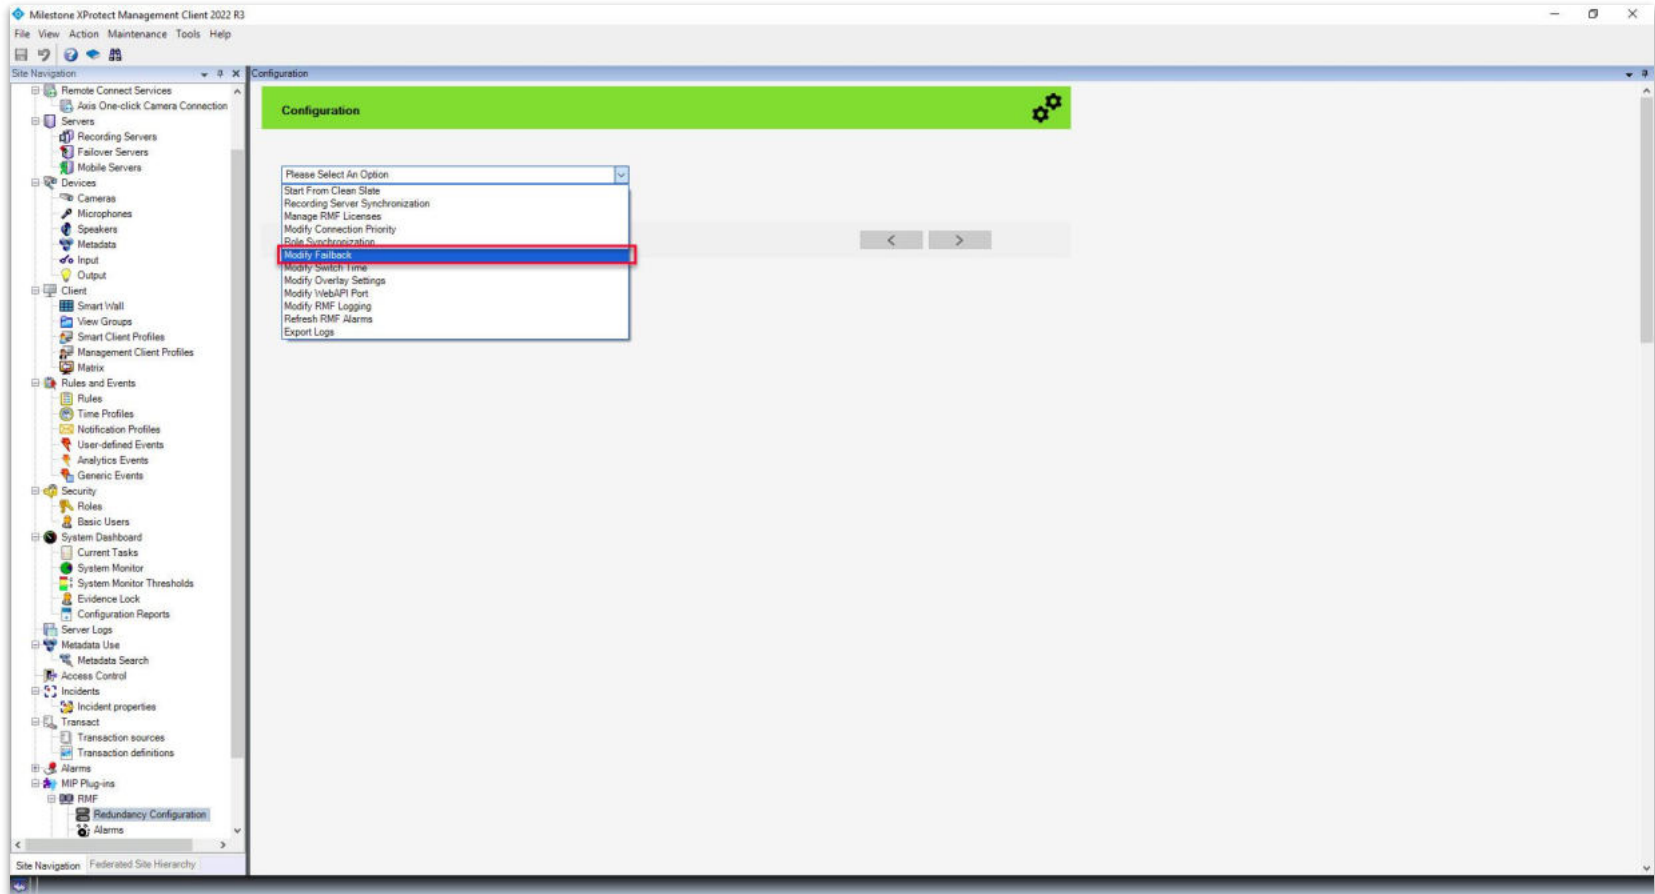 Milestone XProtect Management Client 2022 R3
File View Action Maintenance Tools Help
Site Navigation
Remote Connect Services
Axis One-click Camera Connection
Servers
Recording Servers
Failover Servers
Mobile Servers
Devices
Cameras
Microphones
Speakers
Metadata
Input
Output
Client
Smart Wall
View Groups
Smart Client Profiles
Management Client Profiles
Matrix
Rules and Events
Rules
Time Profiles
Notification Profiles
User-defined Events
Analytics Events
Generic Events
Security
Roles
Basic Users
System Dashboard
Current Tasks
System Monitor
System Monitor Thresholds
Evidence Lock
Configuration Reports
Server Logs
Metadata Use
Metadata Search
Access Control
Incidents
Incident properties
Transact
Transaction sources
Transaction definitions
Alarms
MIP Plug-ins
RMF
Redundancy Configuration
Alarms
Site Navigation Federated Site Hierarchy
Configuration
Configuration
Please Select An Option
Start From Clean Slate
Recording Server Synchronization
Manage RMF Licenses
Modify Connection Priority
Role Synchronization
Modify Failback
Modify Switch Time
Modify Overlay Settings
Modify WebAPI Port
Modify RMF Logging
Refresh RMF Alarms
Export Logs